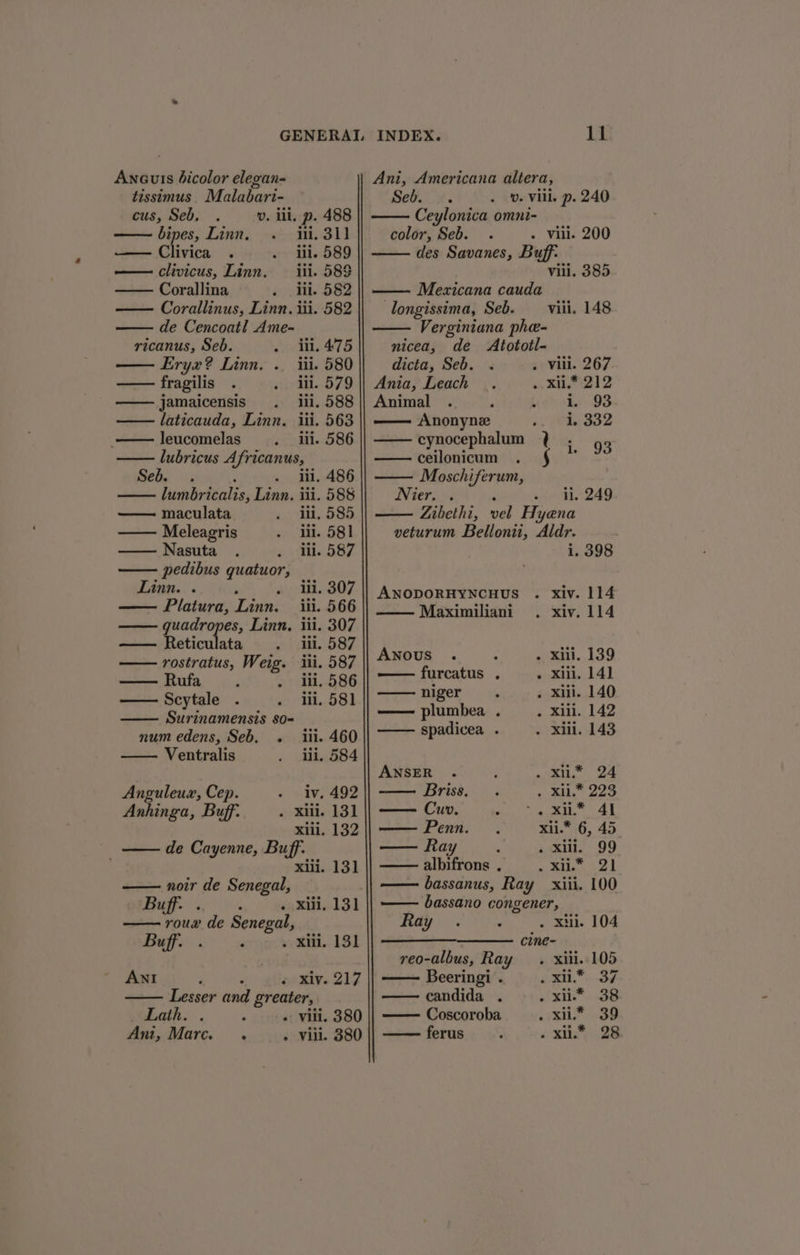 GENERAL INDEX. 11
ANGUIS bicolor elegan-
tissimus Malabari-
cus, Seb. . v. iii. p. 488
—— bipes, Linn. . iii. 311
—— Clivica . . iii. 589
—— clivicus, Linn. iii. 589
—— Corallina . iii. 582
—— Corallinus, Linn. iii. 582
—— de Cencoatl Ame-
ricanus, Seb. . iii. 475
—— Eryx? Linn. . iii. 580
—— fragilis . . iii. 579
—— jamaicensis . iii. 588
—— laticauda, Linn. iii. 563
—— leucomelas . iii. 586
—— lubricus Africanus,
Seb. . . . iii. 486
—— lumbricalis, Linn. iii. 588
—— maculata . iii. 585
—— Meleagris . iii. 581
—— Nasuta . . iii. 587
—— pedibus quatuor,
Linn. . . . iii. 307
—— Platura, Linn. iii. 566
—— quadropes, Linn. iii. 307
—— Reticulata . iii. 587
—— rostratus, Weig. iii. 587
—— Rufa . . iii. 586
—— Scytale . . iii. 581
—— Surinamensis so-
num edens, Seb. . iii. 460
—— Ventralis . iii. 584
Anguleux, Cep. . iv. 492
Anhinga, Buff. . xiii. 131
xiii. 132
—— de Cayenne, Buff.
xiii. 131
—— noir de Senegal,
Buff. . . . xiii. 131
—— roux de Senegal,
Buff. . . . xiii. 131
ANI . . . xiv. 217
—— Lesser and greater,
Lath. . . . viii. 380
Ani, Marc. . . viii. 380
Ani, Americana altera,
Seb. . . v. viii. p. 240
—— Ceylonica omni-
color, Seb. . . viii. 200
—— des Savanes, Buff.
viii. 385
—— Mexicana cauda
longissima, Seb. viii. 148
—— Verginiana phœ-
nicea, de Atototl-
dicta, Seb. . . viii. 267
Ania, Leach . . xii.* 212
Animal . . . i. 93
—— Anonyne . i. 332
—— cynocephalum } i. 93
—— ceilonicum .
—— Moschiferum,
Nier. . . . ii. 249
—— Zibethi, vel Hyena
veturum Bellonii, Aldr.
i. 398
ANODORHYNCHUS . xiv. 114
—— Maximiliani . xiv. 114
ANOUS . . . xiii. 139
—— furcatus . . xiii. 141
—— niger . . xiii. 140
—— plumbea . . xiii. 142
—— spadicea . . xiii. 143
ANSER . . . xii.* 24
—— Briss. . . xii.* 223
—— Cuv. . . xii.* 41
—— Penn. . xii.* 6, 45
—— Ray . . xiii. 99
—— albifrons . . xii.* 21
—— bassanus, Ray xiii. 100
—— bassano congener,
Ray . . . xiii. 104
—— —— cine-
reo-albus, Ray . xiii. 105
—— Beeringi . . xii.* 37
—— candida . . xii.* 38
—— Coscoroba . xii.* 39
—— ferus . . xii.* 28